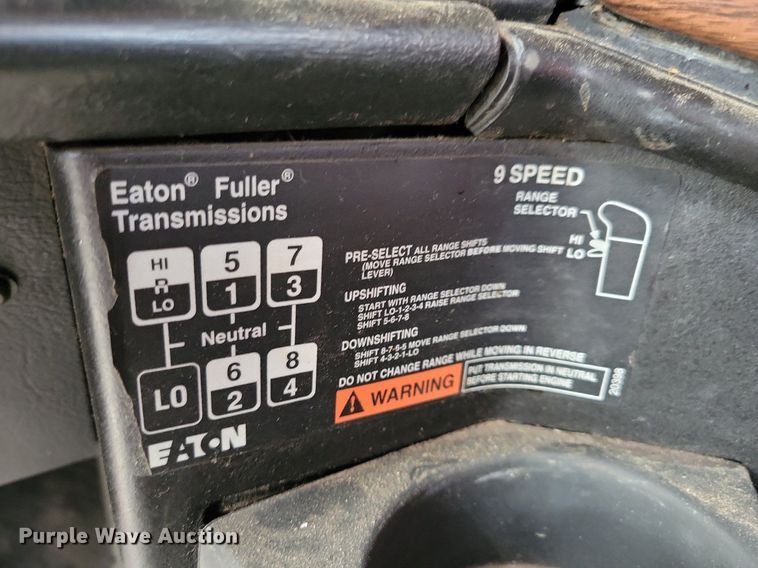 Eaton® Fuller®
Transmissions
9 SPEED
RANGE
SELECTOR
HI
LO
HI
R
LO
5
1
7
3
Neutral
LO
6
2
8
4
EATON
PRE-SELECT ALL RANGE SHIFTS
(MOVE RANGE SELECTOR BEFORE MOVING SHIFT
LEVER)
UPSHIFTING
START WITH RANGE SELECTOR DOWN
SHIFT LO-1-2-3-4 RAISE RANGE SELECTOR
SHIFT 5-6-7-8
DOWNSHIFTING
SHIFT 8-7-6-5 MOVE RANGE SELECTOR DOWN
SHIFT 4-3-2-1-LO
DO NOT CHANGE RANGE WHILE MOVING IN REVERSE
WARNING
PUT TRANSMISSION IN NEUTRAL
BEFORE STARTING ENGINE
20398
Purple Wave Auction